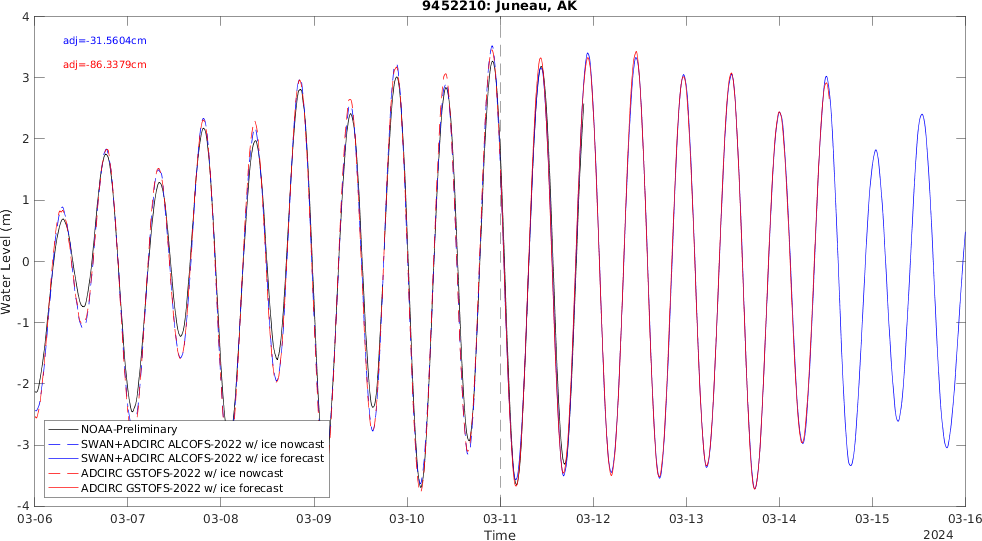 9452210: Juneau, AK
adj=-31.5604cm
adj=-86.3379cm
Water Level (m)
4
3
2
1
0
-1
-2
-3
-4
NOAA-Preliminary
SWAN+ADCIRC ALCOFS-2022 w/ ice nowcast
SWAN+ADCIRC ALCOFS-2022 w/ ice forecast
ADCIRC GSTOFS-2022 w/ ice nowcast
ADCIRC GSTOFS-2022 w/ ice forecast
03-06 03-07 03-08 03-09 03-10 03-11 03-12 03-13 03-14 03-15 03-16
Time
2024